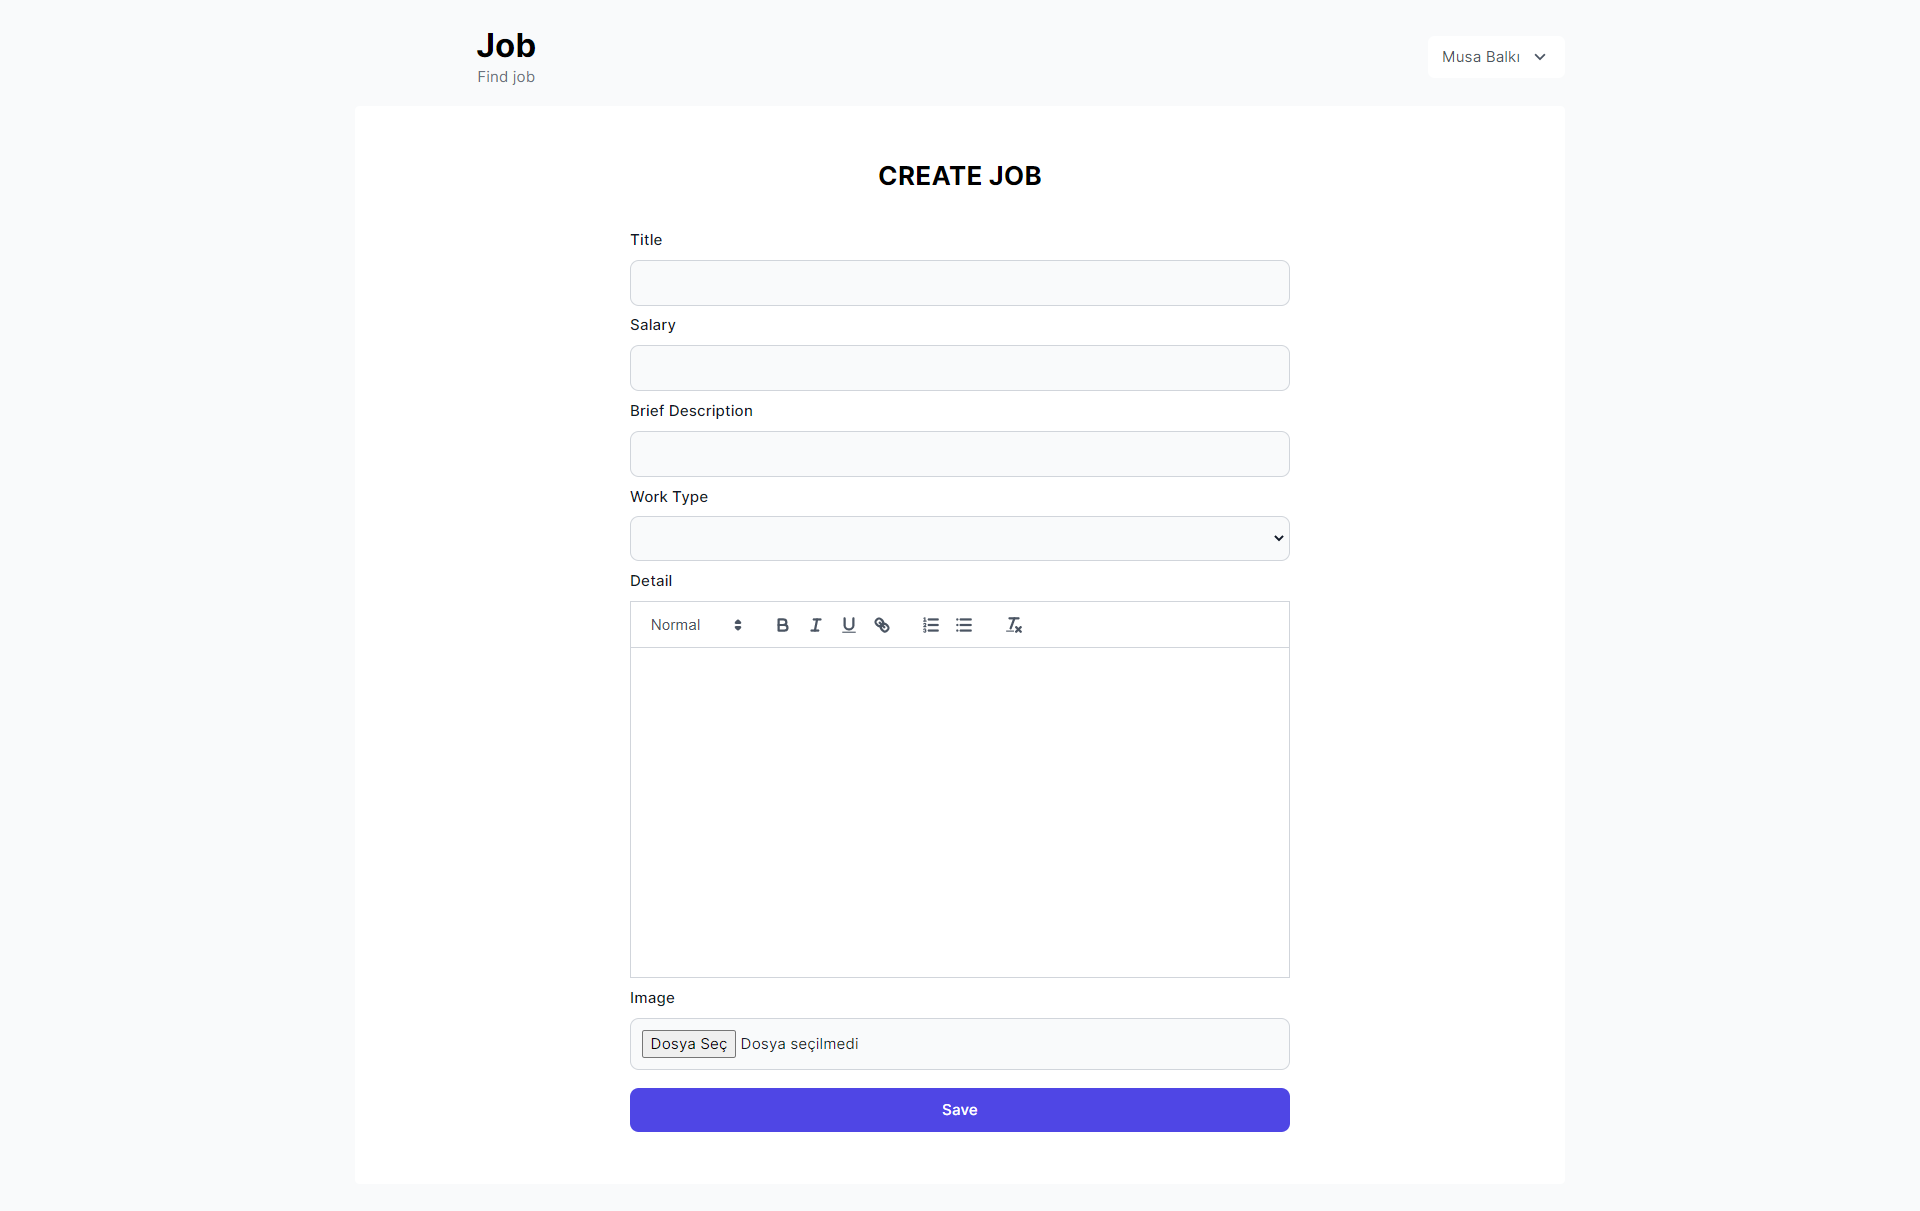 Job
Find job
Musa Balkı
CREATE JOB
Title
Salary
Brief Description
Work Type
Detail
Normal
Image
Dosya Seç Dosya seçilmedi
Save